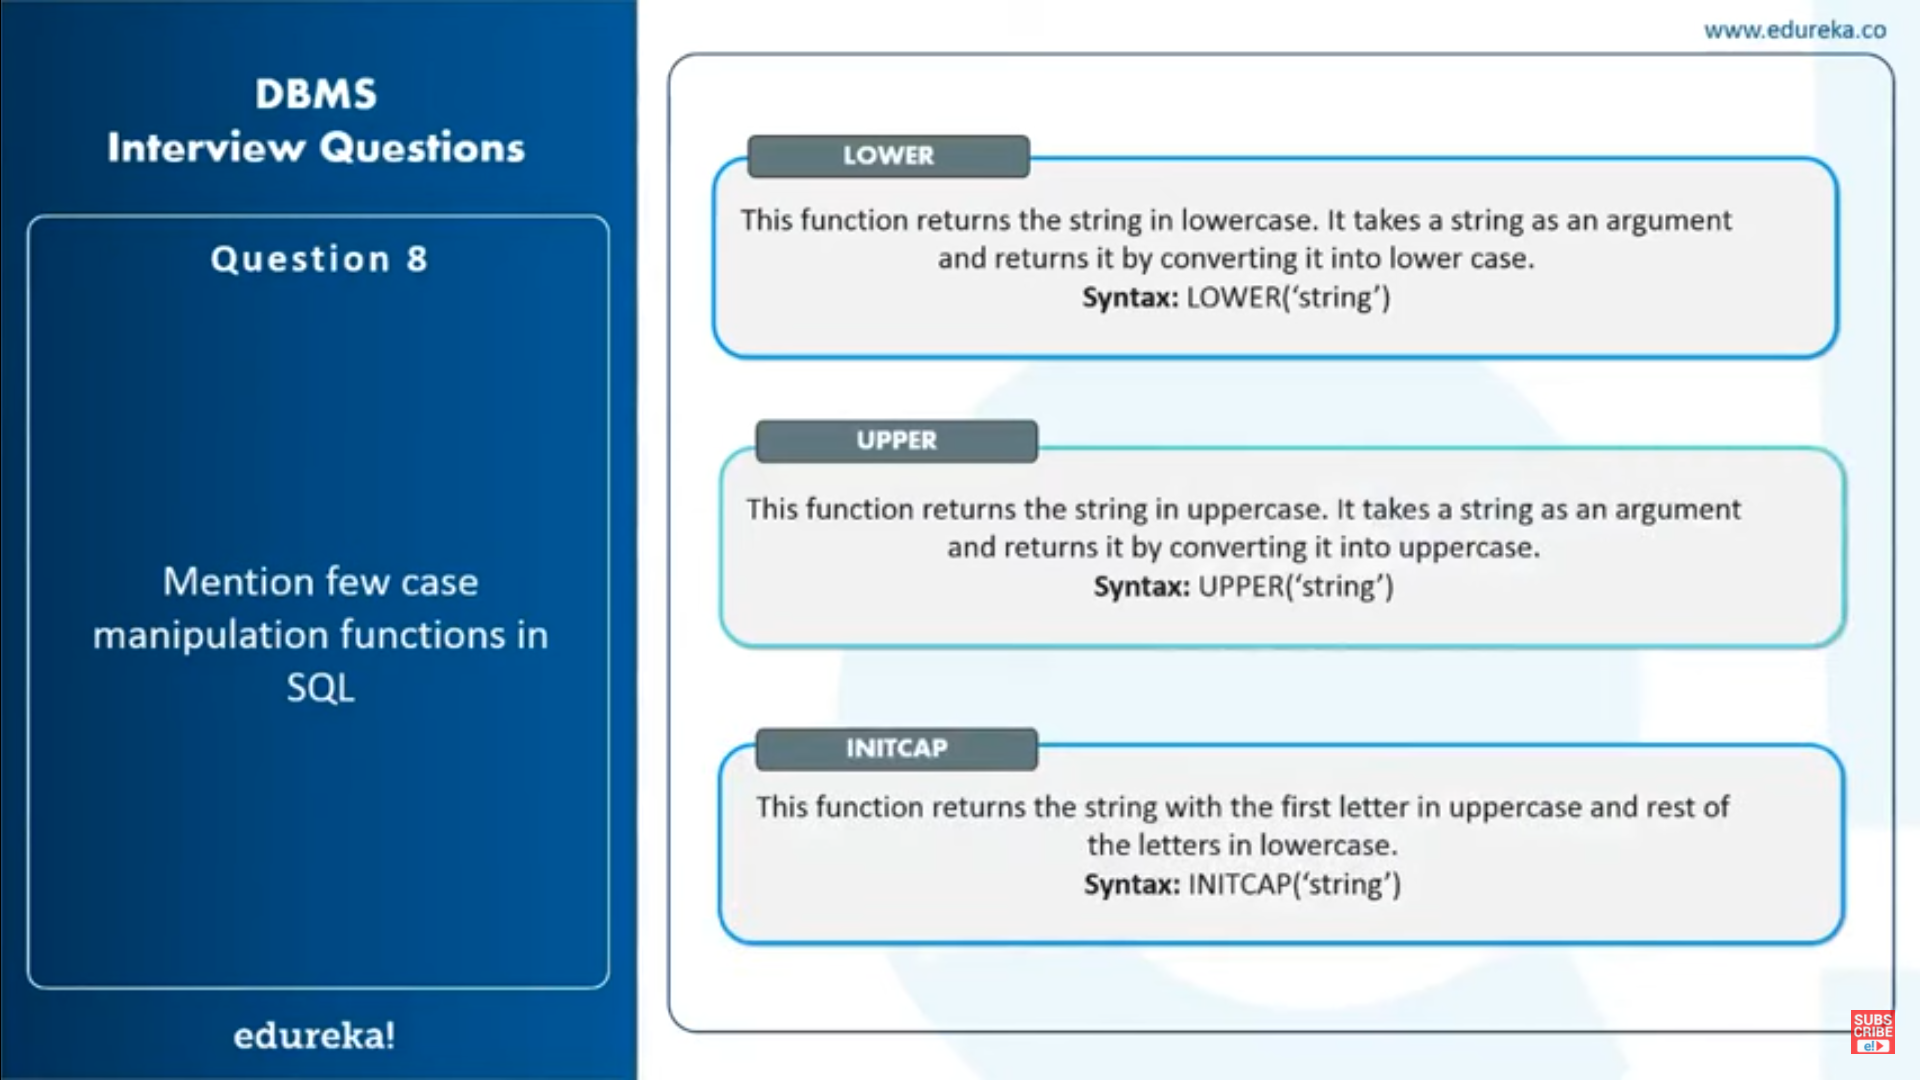 www.edureka.co
DBMS
Interview Questions
Question 8
Mention few case
manipulation functions in
SQL
edureka!
LOWER
This function returns the string in lowercase. It takes a string as an argument
and returns it by converting it into lower case.
Syntax: LOWER(‘string’)
UPPER
This function returns the string in uppercase. It takes a string as an argument
and returns it by converting it into uppercase.
Syntax: UPPER(‘string’)
INITCAP
This function returns the string with the first letter in uppercase and rest of
the letters in lowercase.
Syntax: INITCAP(‘string’)
SUBS
CRIBE
e!